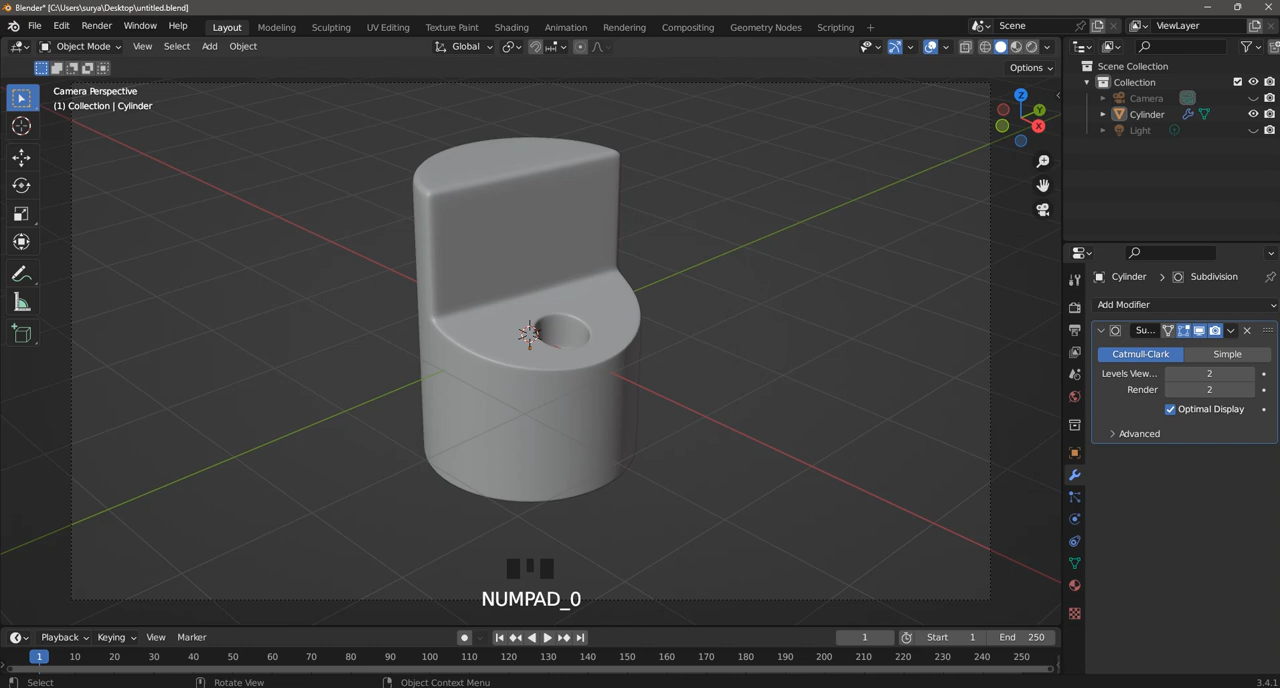 Blender* [C:\Users\surya\Desktop\untitled.blend]
File Edit Render Window Help Layout Modeling Sculpting UV Editing Texture Paint Shading Animation Rendering Compositing Geometry Nodes Scripting + Scene ViewLayer
Object Mode View Select Add Object Global
Options
Camera Perspective
(1) Collection | Cylinder
Z
Y
X
NUMPAD_0
Scene Collection
Collection
Camera
Cylinder
Light
Cylinder > Subdivision
Add Modifier
Su...
Catmull-Clark Simple
Levels View... 2
Render 2
Optimal Display
Advanced
Playback Keying View Marker 1 Start 1 End 250
1 10 20 30 40 50 60 70 80 90 100 110 120 130 140 150 160 170 180 190 200 210 220 230 240 250
Select Rotate View Object Context Menu 3.4.1